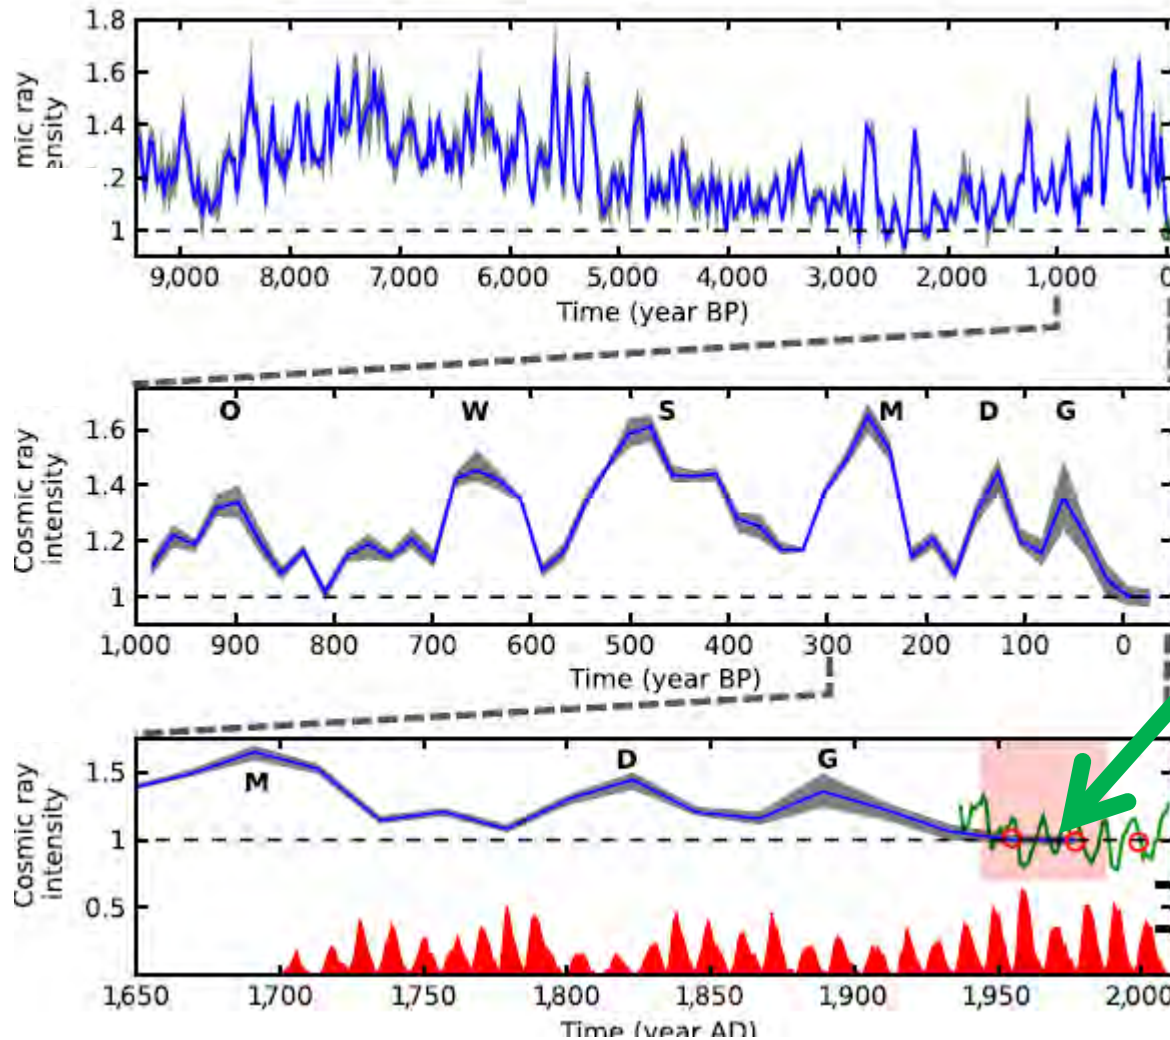 1.8
1.6
1.4
.2
1
mic ray
ensity
9,000 8,000 7,000 6,000 5,000 4,000 3,000 2,000 1,000 0
Time (year BP)
O W S M D G
1.6
1.4
1.2
1
Cosmic ray
intensity
1,000 900 800 700 600 500 400 300 200 100 0
Time (year BP)
M D G
1.5
1
0.5
Cosmic ray
intensity
1,650 1,700 1,750 1,800 1,850 1,900 1,950 2,000
Time (year AD)